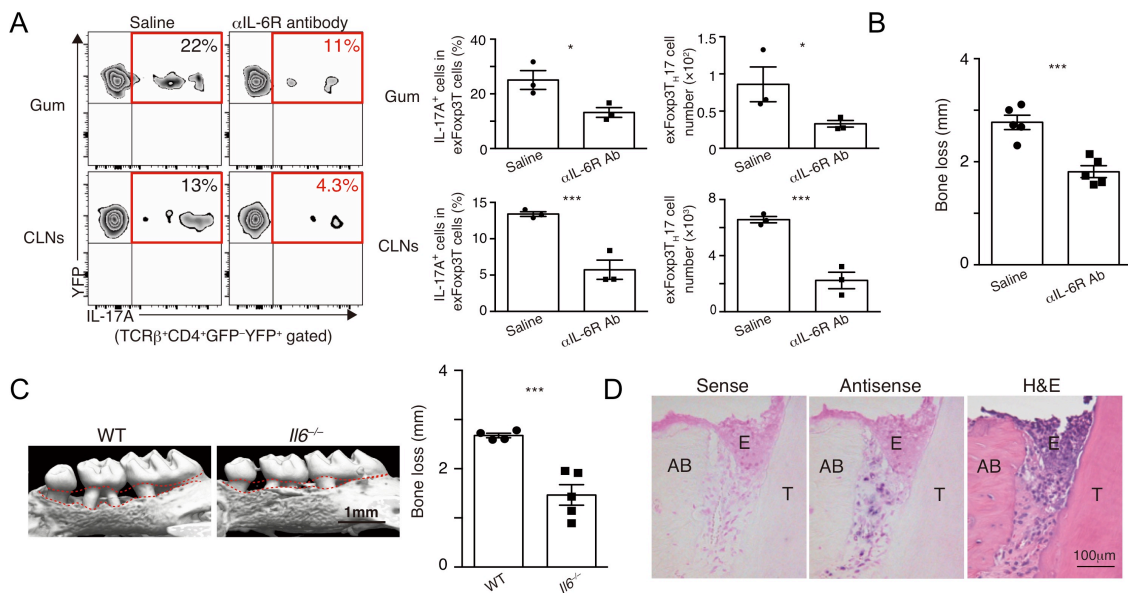 A
Saline
αIL-6R antibody
22%
11%
Gum
13%
4.3%
CLNs
YFP
IL-17A
(TCRβ⁺CD4⁺GFP⁻YFP⁺ gated)
Gum
IL-17A⁺ cells in
exFoxp3T cells (%)
60
40
20
0
*
Saline
αIL-6R Ab
exFoxp3T_H17 cell
number (×10²)
1.5
1
0.5
0
*
Saline
αIL-6R Ab
CLNs
IL-17A⁺ cells in
exFoxp3T cells (%)
15
10
5
0
***
Saline
αIL-6R Ab
exFoxp3T_H17 cell
number (×10³)
8
6
4
2
0
***
Saline
αIL-6R Ab
B
Bone loss (mm)
4
2
0
***
Saline
αIL-6R Ab
C
WT
Il6⁻/⁻
1mm
Bone loss (mm)
4
2
0
***
WT
Il6⁻/⁻
D
Sense
Antisense
H&E
E
AB
T
E
AB
T
E
AB
T
100μm